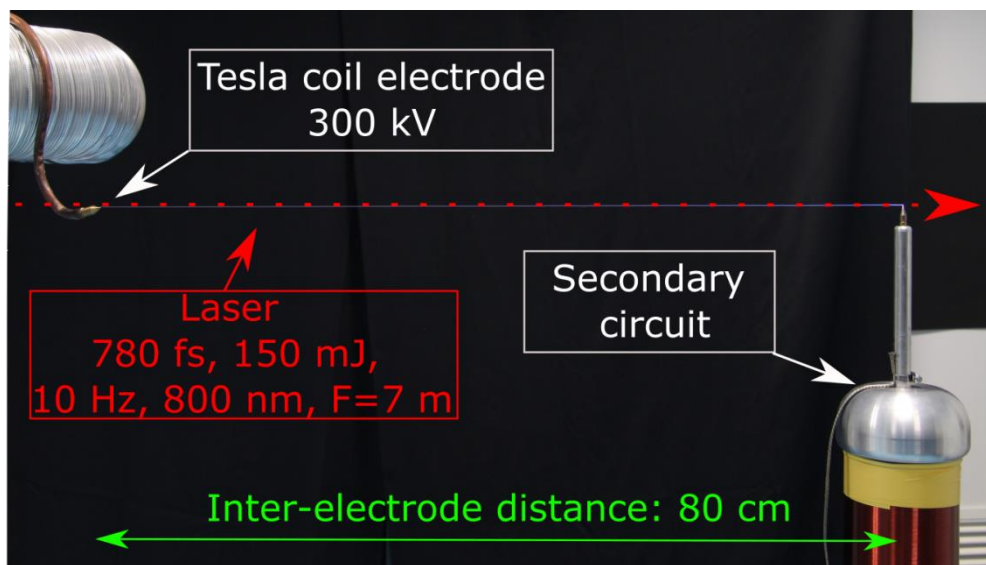 Tesla coil electrode
300 kV
Laser
780 fs, 150 mJ,
10 Hz, 800 nm, F=7 m
Secondary
circuit
Inter-electrode distance: 80 cm